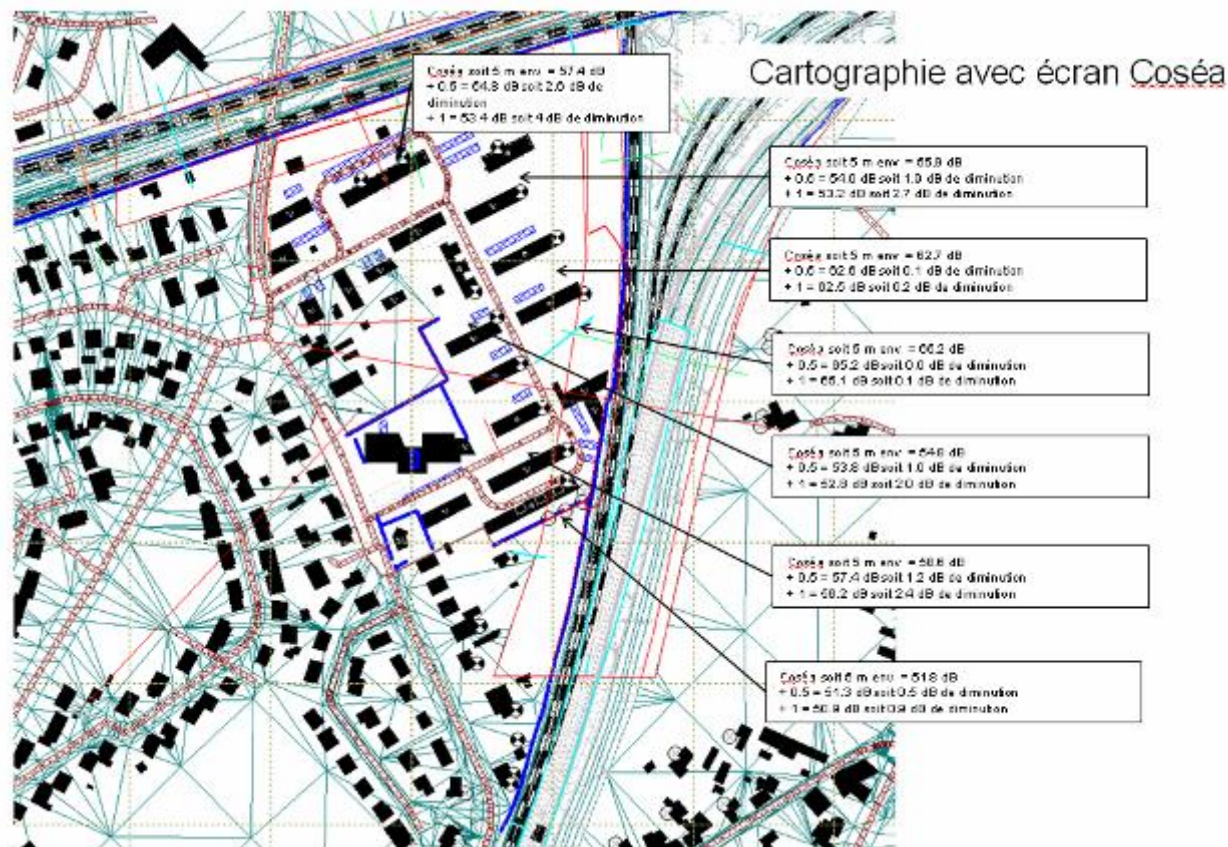 Cartographie avec écran Coséa
Coséa soit 5 m env = 57.4 dB
+ 0.5 = 54.8 dB soit 2.6 dB de
diminution
+ 1 = 53.4 dB soit 4 dB de diminution
Coséa soit 5 m env = 55.9 dB
+ 0.5 = 54.0 dB soit 1.9 dB de diminution
+ 1 = 53.2 dB soit 2.7 dB de diminution
Coséa soit 5 m env = 62.7 dB
+ 0.5 = 62.6 dB soit 0.1 dB de diminution
+ 1 = 62.5 dB soit 0.2 dB de diminution
Coséa soit 5 m env = 65.2 dB
+ 0.5 = 65.2 dB soit 0.0 dB de diminution
+ 1 = 65.1 dB soit 0.1 dB de diminution
Coséa soit 5 m env = 54.8 dB
+ 0.5 = 53.8 dB soit 1.0 dB de diminution
+ 1 = 52.8 dB soit 2.0 dB de diminution
Coséa soit 5 m env = 58.6 dB
+ 0.5 = 57.4 dB soit 1.2 dB de diminution
+ 1 = 56.2 dB soit 2.4 dB de diminution
Coséa soit 5 m env = 51.8 dB
+ 0.5 = 51.3 dB soit 0.5 dB de diminution
+ 1 = 50.9 dB soit 0.9 dB de diminution